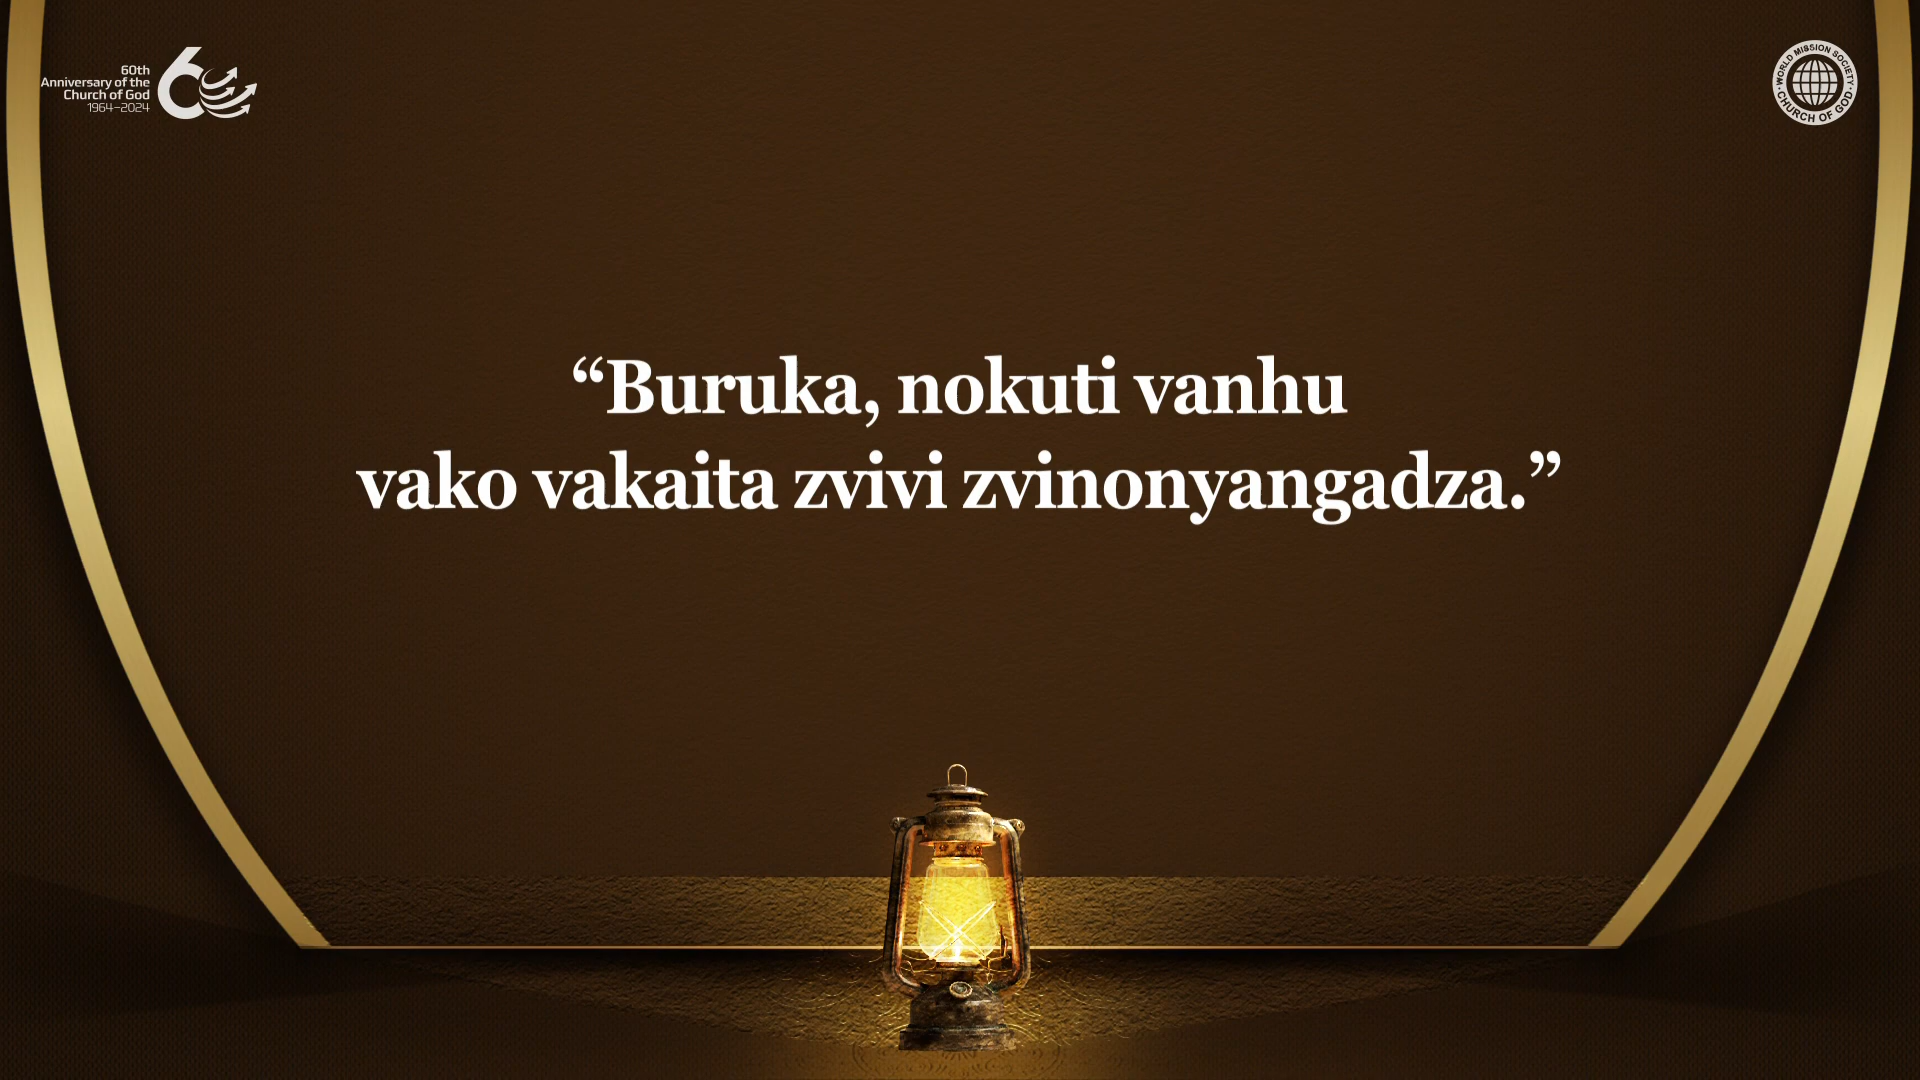 60th
Anniversary of the
Church of God
1964–2024
60
WORLD MISSION SOCIETY
CHURCH OF GOD
“Buruka, nokuti vanhu
vako vakaita zvivi zvinonyangadza.”